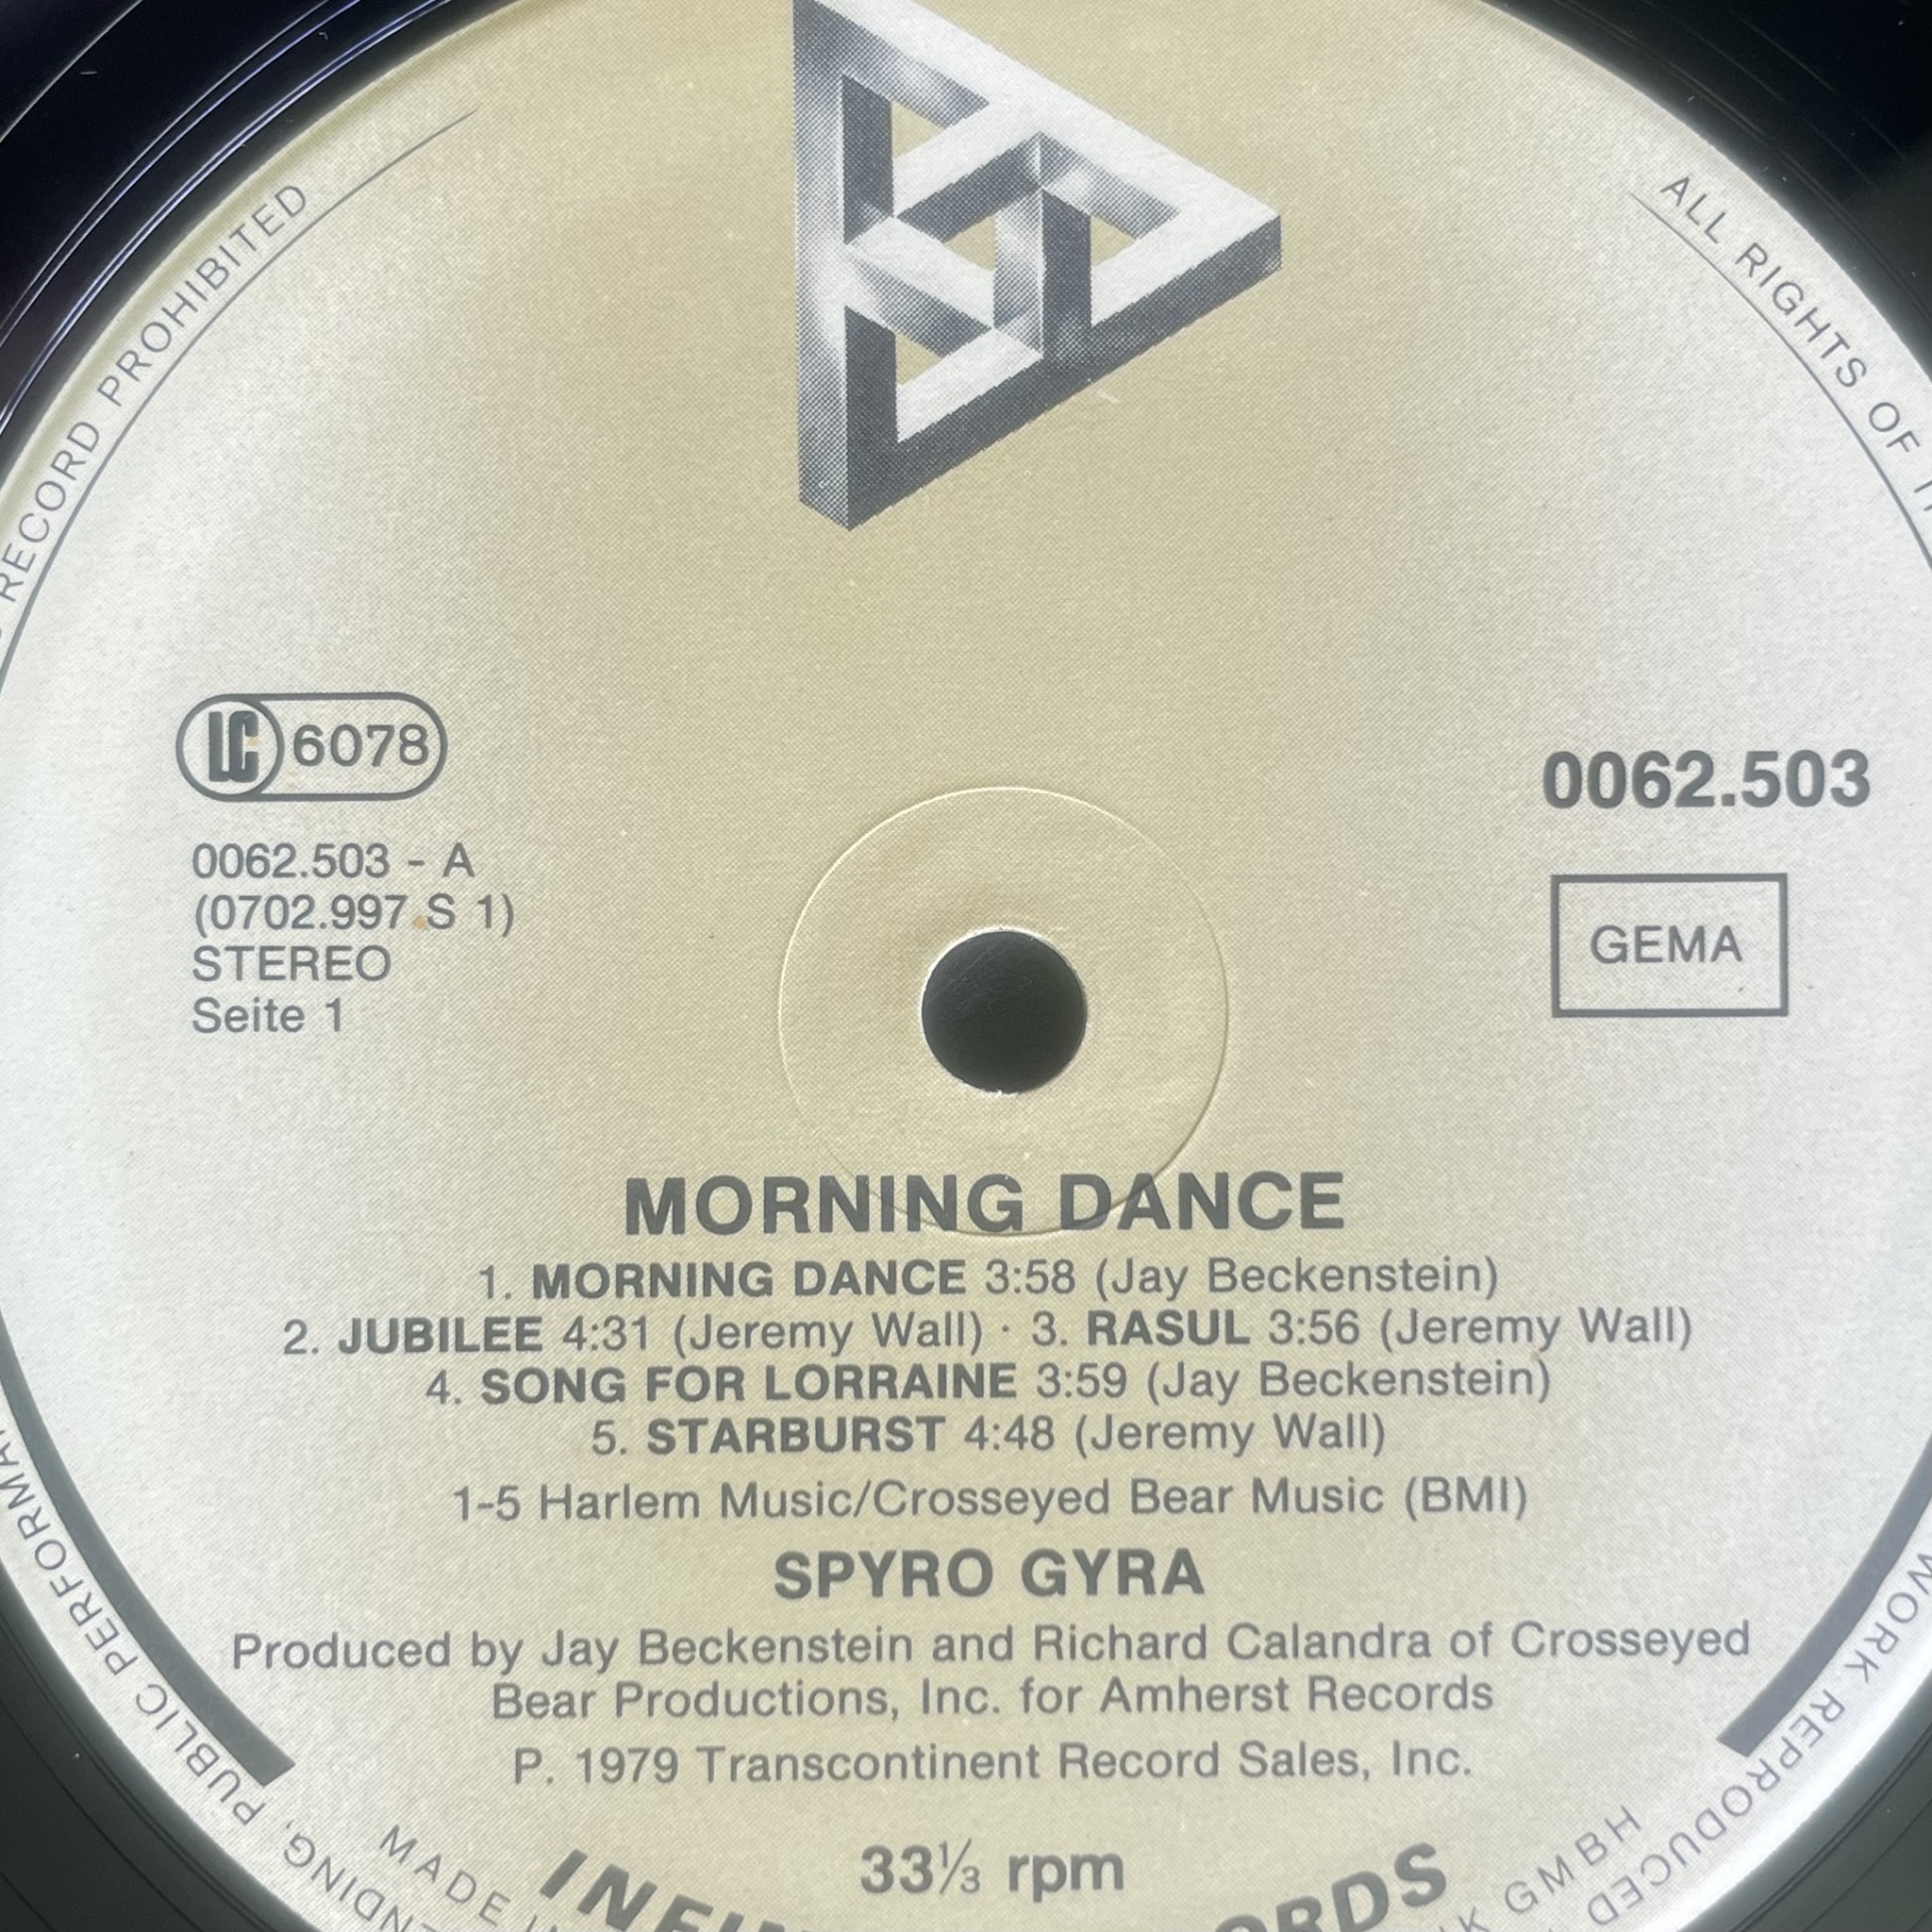 RECORD PROHIBITED
ALL RIGHTS OF
LC 6078
0062.503
0062.503 - A
(0702.997 S 1)
STEREO
Seite 1
GEMA
MORNING DANCE
1. MORNING DANCE 3:58 (Jay Beckenstein)
2. JUBILEE 4:31 (Jeremy Wall) · 3. RASUL 3:56 (Jeremy Wall)
4. SONG FOR LORRAINE 3:59 (Jay Beckenstein)
5. STARBURST 4:48 (Jeremy Wall)
1-5 Harlem Music/Crosseyed Bear Music (BMI)
SPYRO GYRA
Produced by Jay Beckenstein and Richard Calandra of Crosseyed
Bear Productions, Inc. for Amherst Records
P. 1979 Transcontinent Record Sales, Inc.
33⅓ rpm
WORK REPRODUCED
PUBLIC
MADE
GMBH